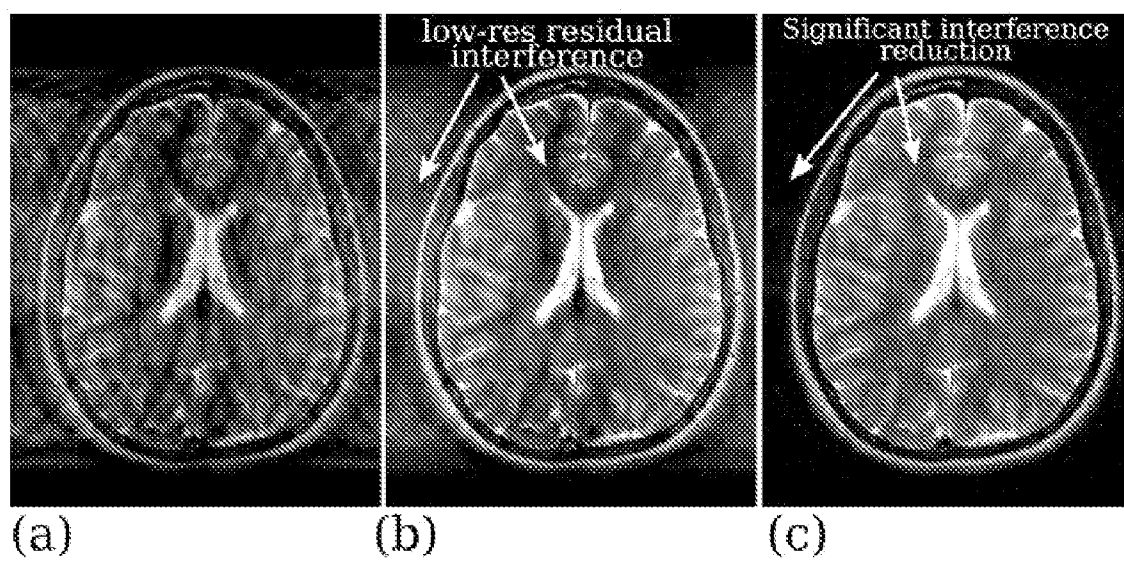 low-res residual
interference
Significant interference
reduction
(a)
(b)
(c)